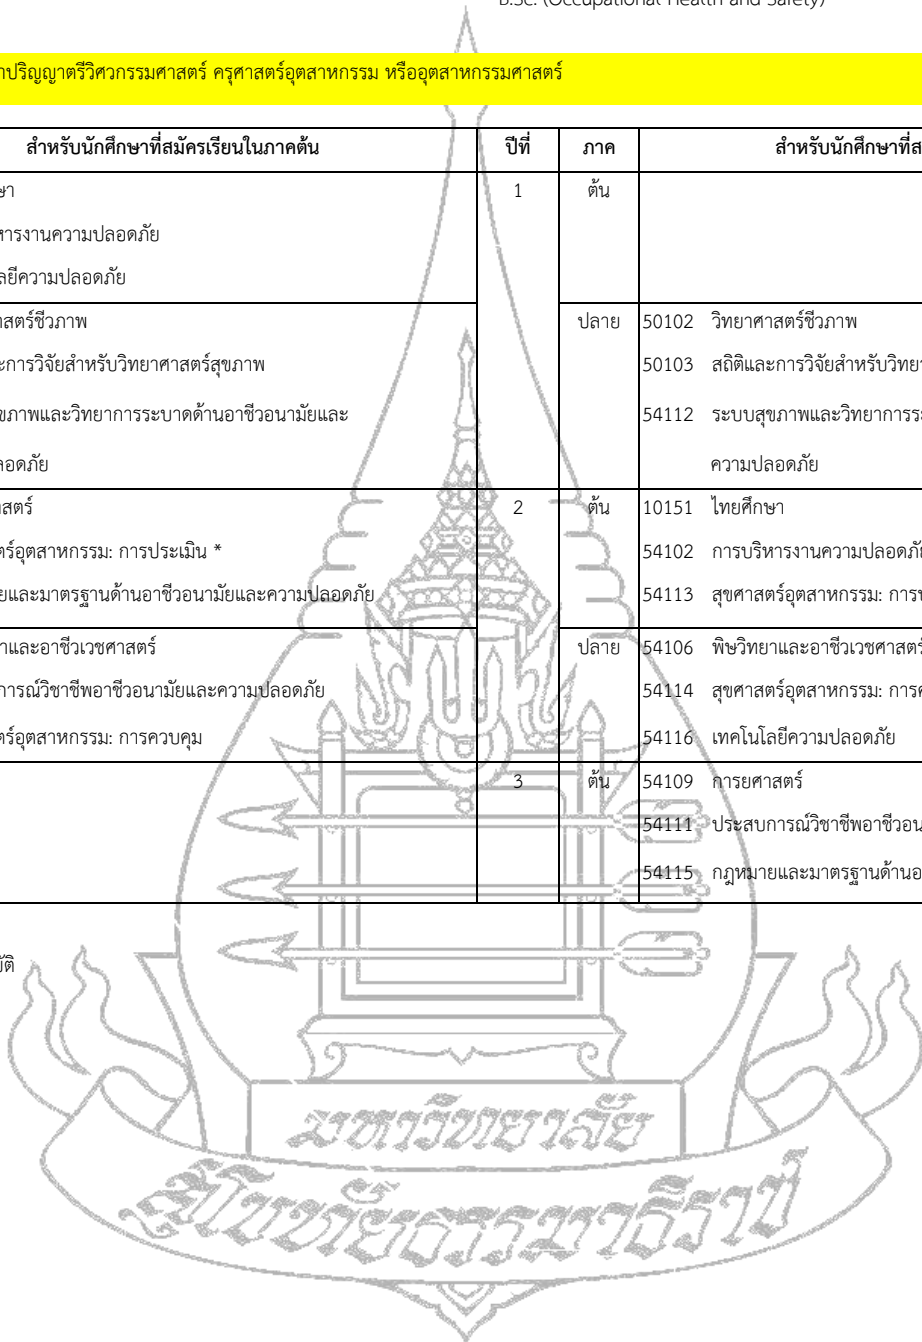 B.Sc. (Occupational Health and Safety)
าปริญญาตรีวิศวกรรมศาสตร์ ครุศาสตร์อุตสาหกรรม หรืออุตสาหกรรมศาสตร์
สำหรับนักศึกษาที่สมัครเรียนในภาคต้น ปีที่ ภาค สำหรับนักศึกษาที่ส
ษา 1 ต้น
หารงานความปลอดภัย
ลยีความปลอดภัย
าสตร์ชีวภาพ ปลาย 50102 วิทยาศาสตร์ชีวภาพ
ะการวิจัยสำหรับวิทยาศาสตร์สุขภาพ 50103 สถิติและการวิจัยสำหรับวิทยา
ขภาพและวิทยาการระบาดด้านอาชีวอนามัยและ 54112 ระบบสุขภาพและวิทยาการระ
ลอดภัย ความปลอดภัย
าสตร์ 2 ต้น 10151 ไทยศึกษา
ตร์อุตสาหกรรม: การประเมิน * 54102 การบริหารงานความปลอดภั
ยและมาตรฐานด้านอาชีวอนามัยและความปลอดภัย 54113 สุขศาสตร์อุตสาหกรรม: การป
าและอาชีวเวชศาสตร์ ปลาย 54106 พิษวิทยาและอาชีวเวชศาสตร์
การณ์วิชาชีพอาชีวอนามัยและความปลอดภัย 54114 สุขศาสตร์อุตสาหกรรม: การค
ตร์อุตสาหกรรม: การควบคุม 54116 เทคโนโลยีความปลอดภัย
3 ต้น 54109 การยศาสตร์
54111 ประสบการณ์วิชาชีพอาชีวอน
54115 กฎหมายและมาตรฐานด้านอ
บัติ
มหาวิทยาลัย
สุโขทัยธรรมาธิราช